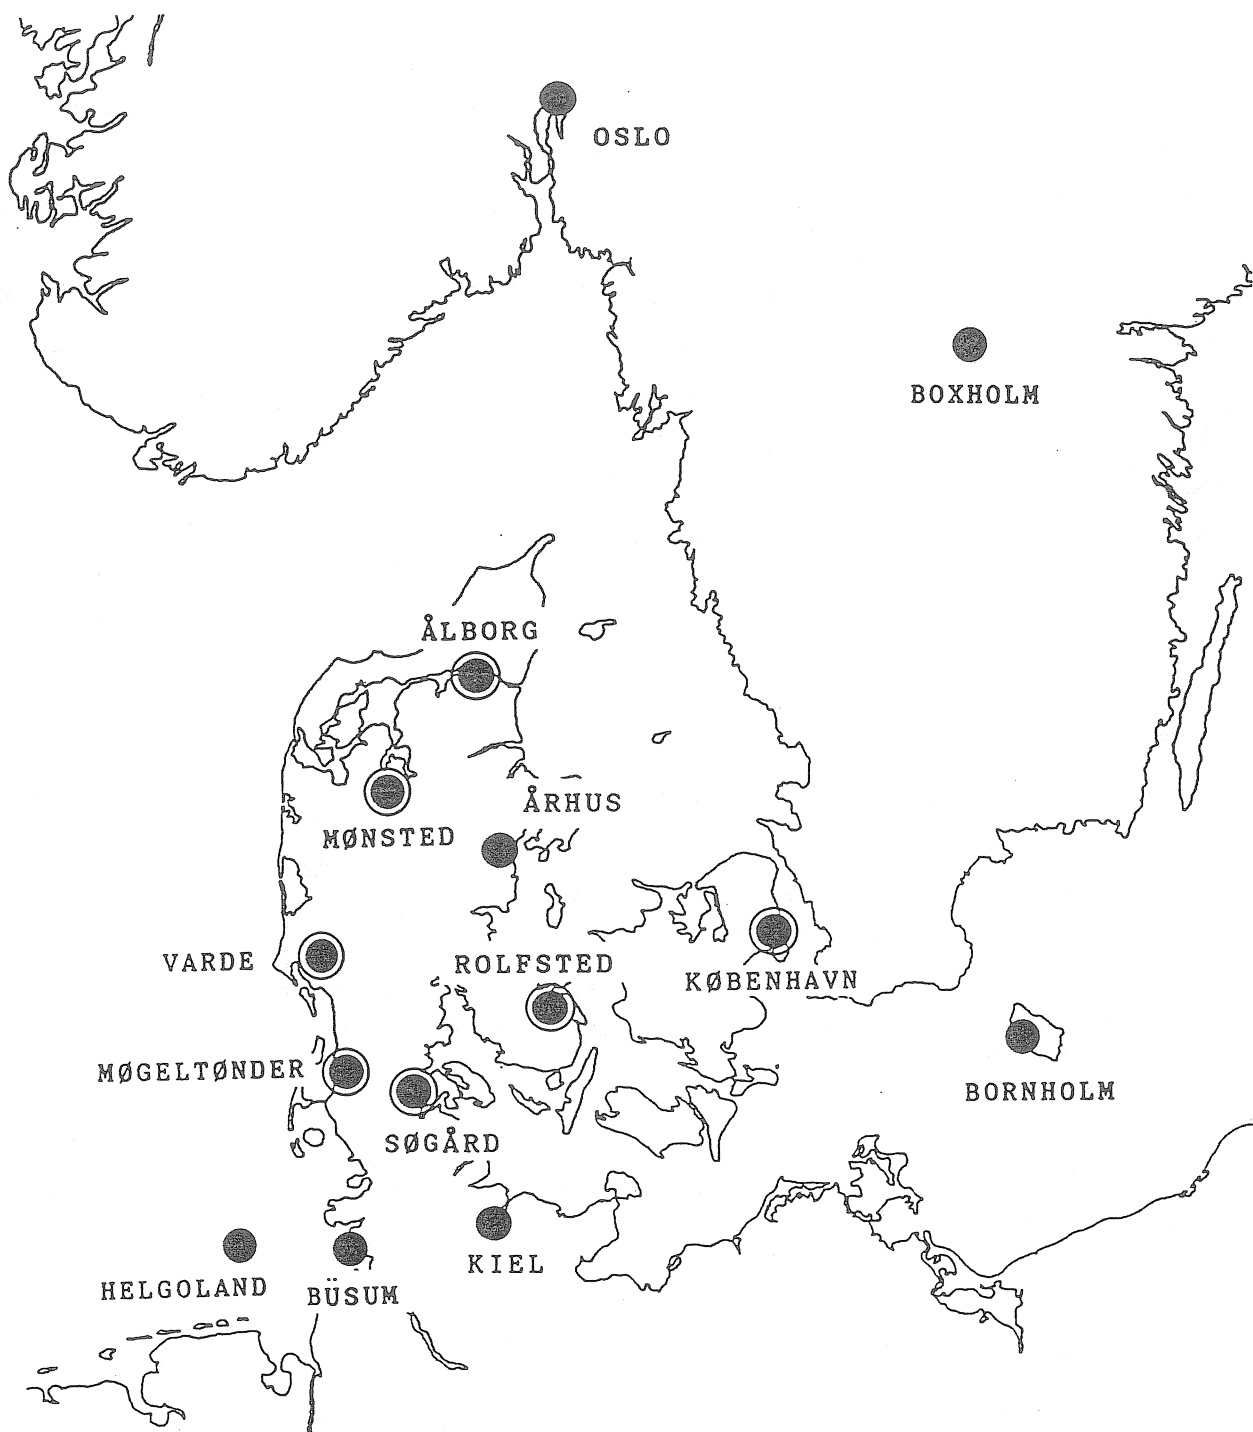 OSLO
BOXHOLM
ÅLBORG
ÅRHUS
MØNSTED
VARDE
ROLFSTED
KØBENHAVN
MØGELTØNDER
BORNHOLM
SØGÅRD
KIEL
HELGOLAND
BÜSUM